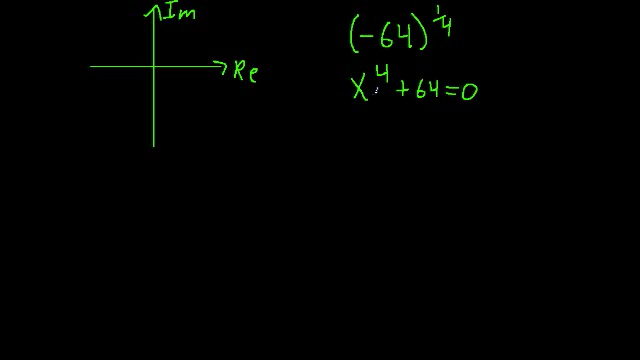 Im
Re
(-64)^1/4
x^4 + 64 = 0